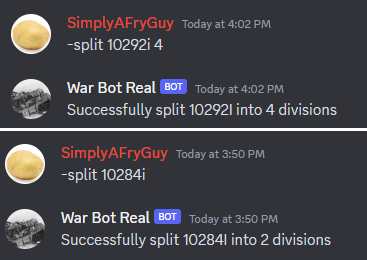 SimplyAFryGuy Today at 4:02 PM
-split 10292i 4
War Bot Real BOT Today at 4:02 PM
Successfully split 10292I into 4 divisions
SimplyAFryGuy Today at 3:50 PM
-split 10284i
War Bot Real BOT Today at 3:50 PM
Successfully split 10284I into 2 divisions